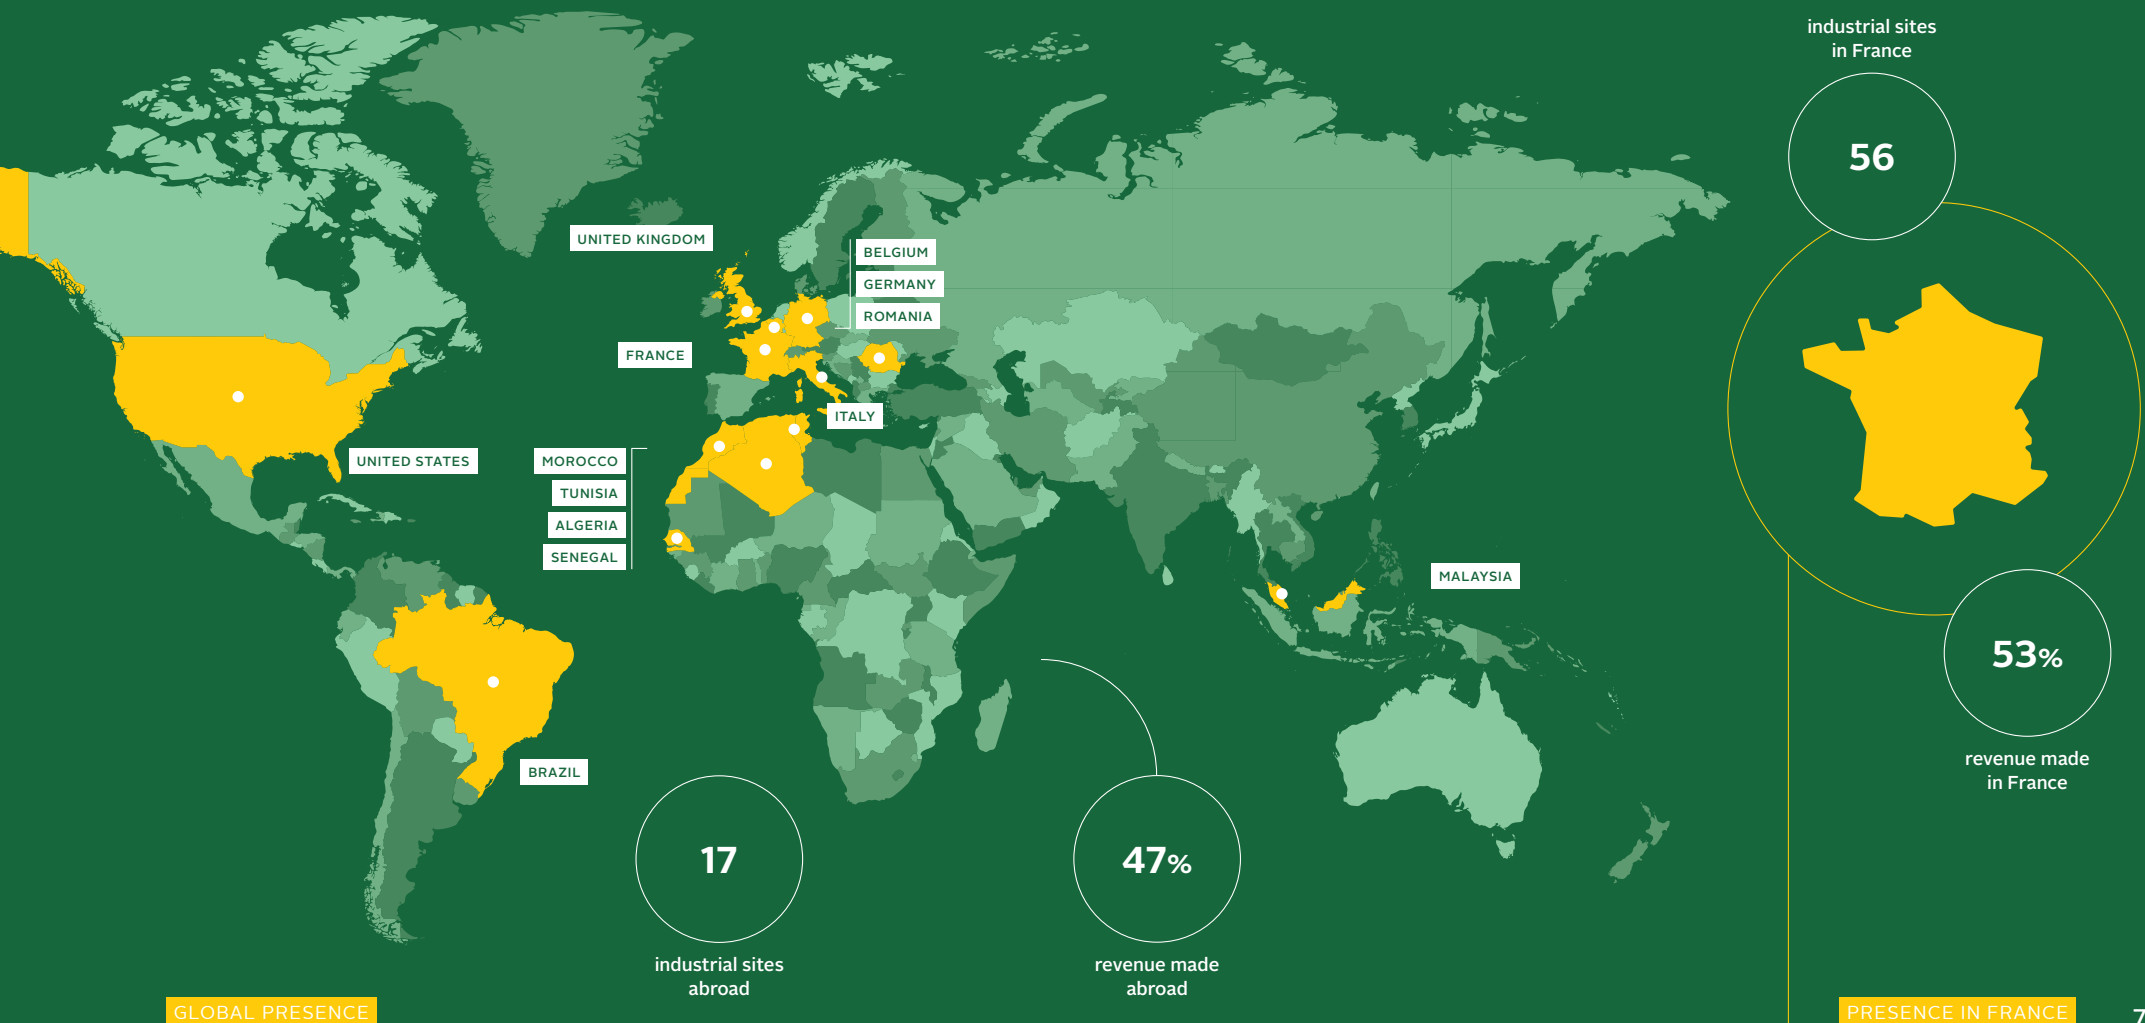 industrial sites
in France
56
UNITED KINGDOM
BELGIUM
GERMANY
ROMANIA
FRANCE
ITALY
UNITED STATES
MOROCCO
TUNISIA
ALGERIA
SENEGAL
MALAYSIA
53%
revenue made
in France
BRAZIL
17
industrial sites
abroad
47%
revenue made
abroad
GLOBAL PRESENCE
PRESENCE IN FRANCE
7